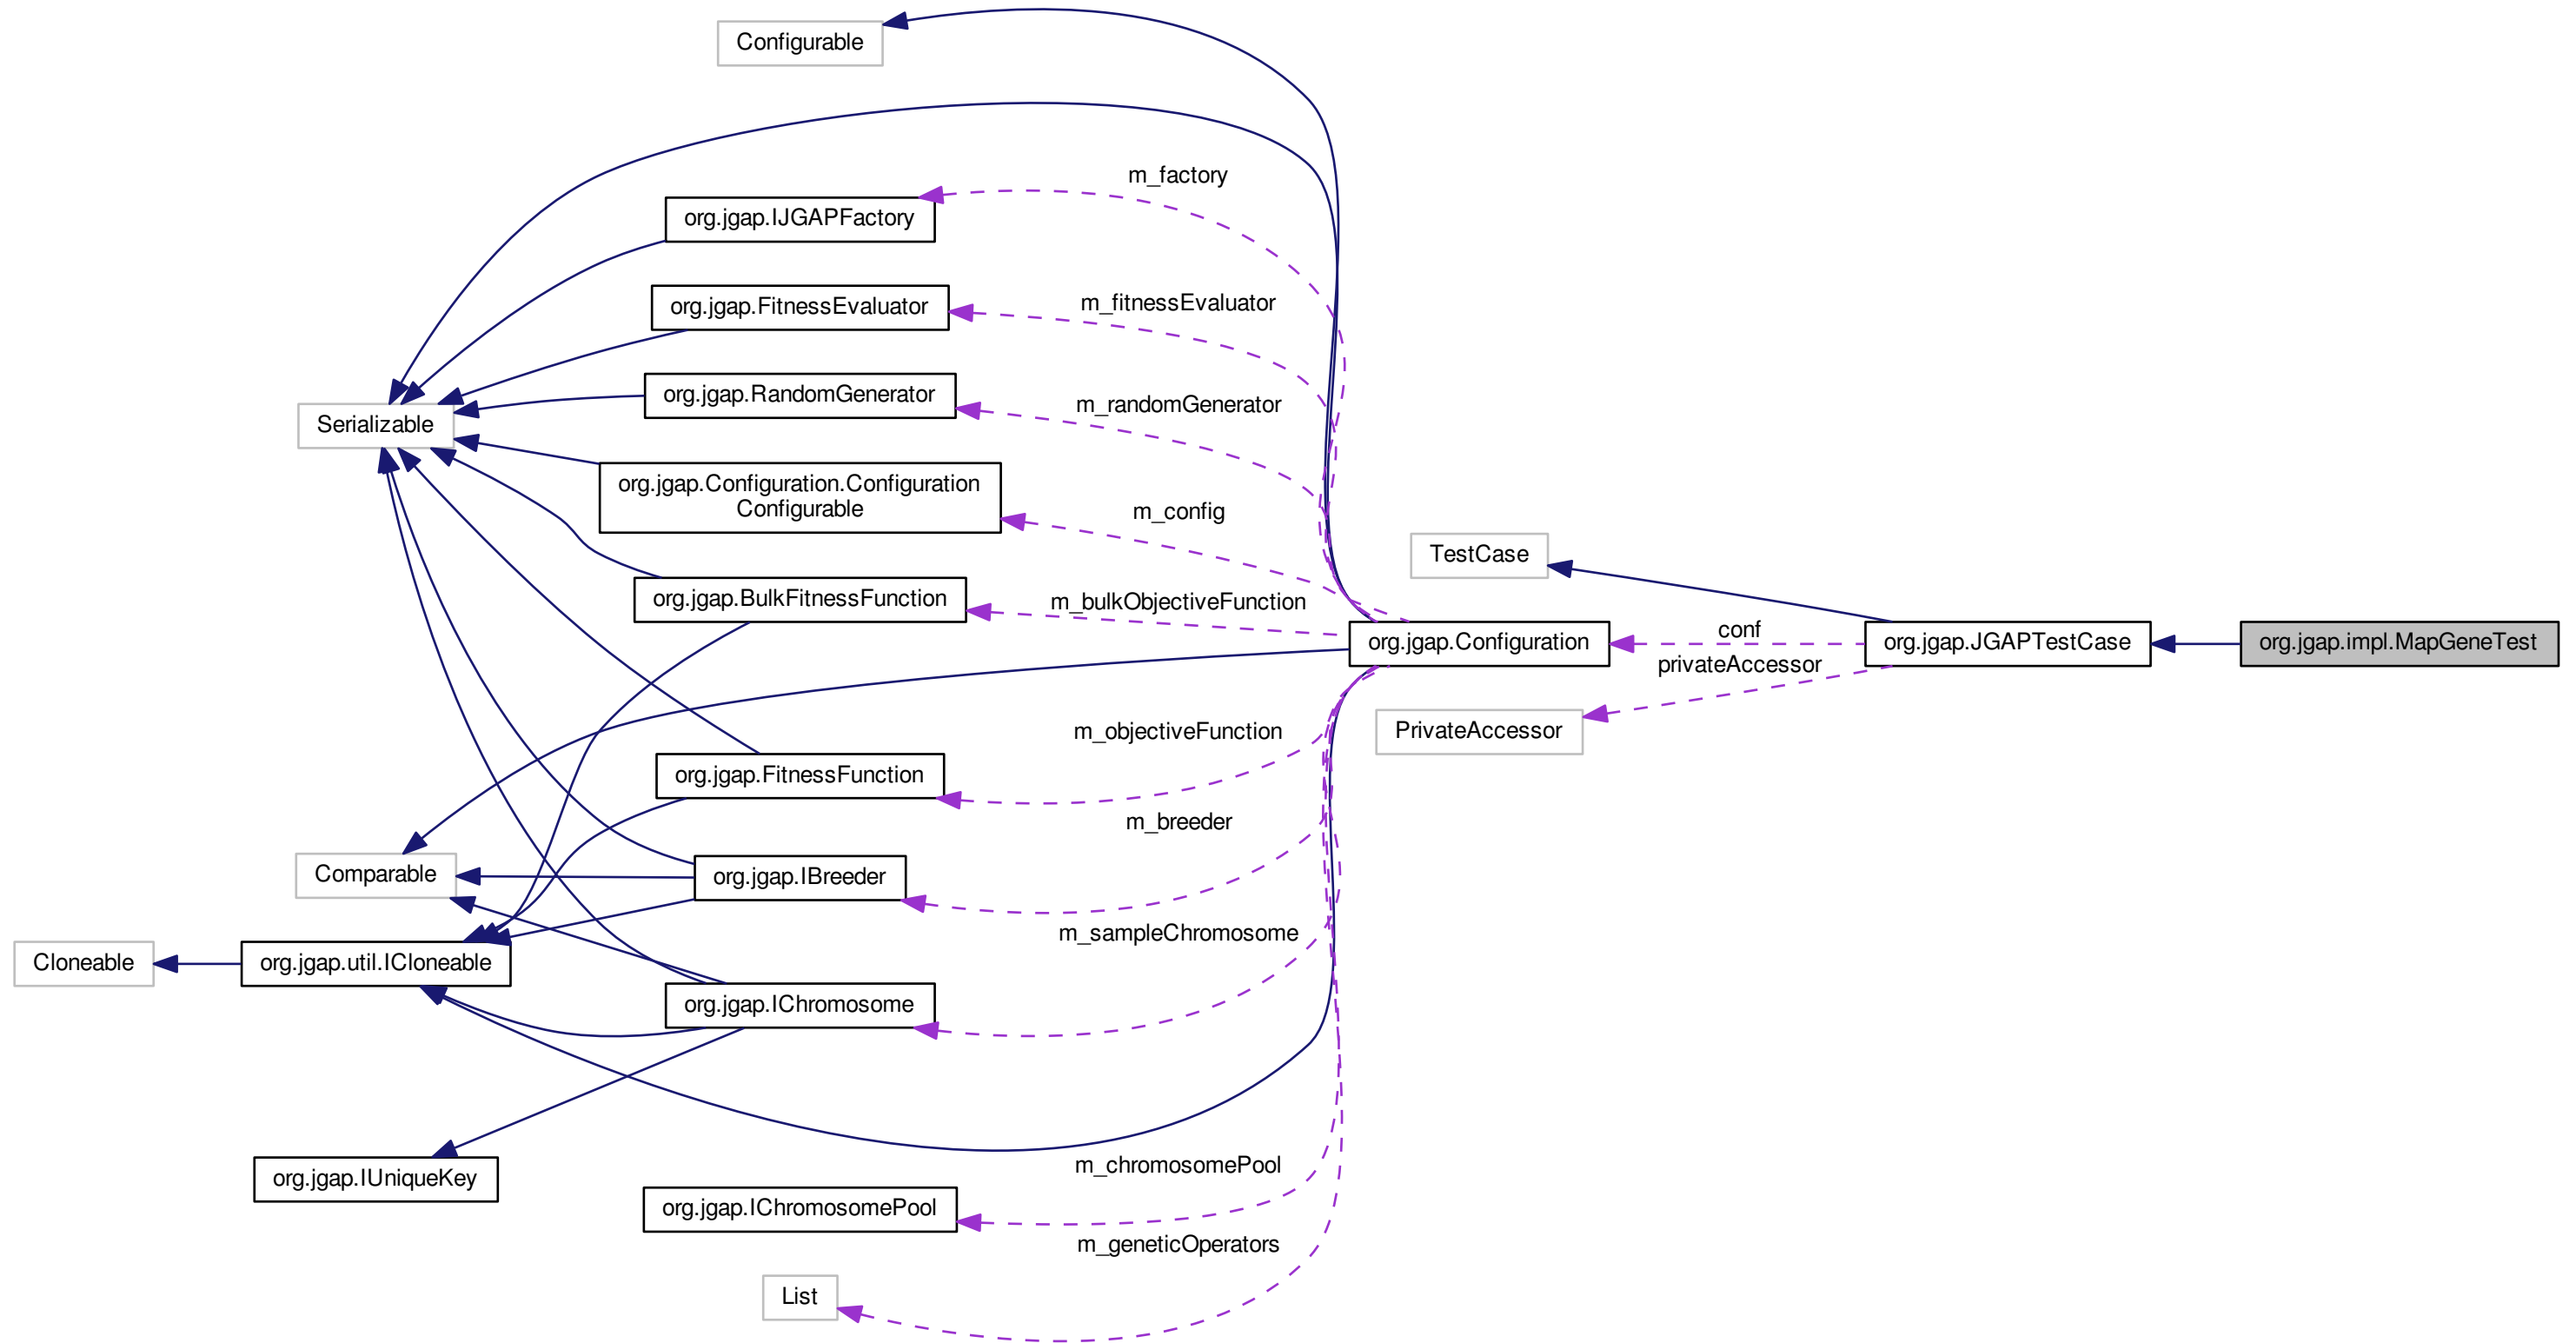 Configurable
m_factory
org.jgap.IJGAPFactory
m_fitnessEvaluator
org.jgap.FitnessEvaluator
m_randomGenerator
org.jgap.RandomGenerator
Serializable
org.jgap.Configuration.Configuration
Configurable
m_config
TestCase
org.jgap.BulkFitnessFunction
m_bulkObjectiveFunction
org.jgap.Configuration
conf
org.jgap.JGAPTestCase
org.jgap.impl.MapGeneTest
privateAccessor
PrivateAccessor
m_objectiveFunction
org.jgap.FitnessFunction
m_breeder
Comparable
org.jgap.IBreeder
m_sampleChromosome
Cloneable
org.jgap.util.ICloneable
org.jgap.IChromosome
m_chromosomePool
org.jgap.IUniqueKey
org.jgap.IChromosomePool
m_geneticOperators
List